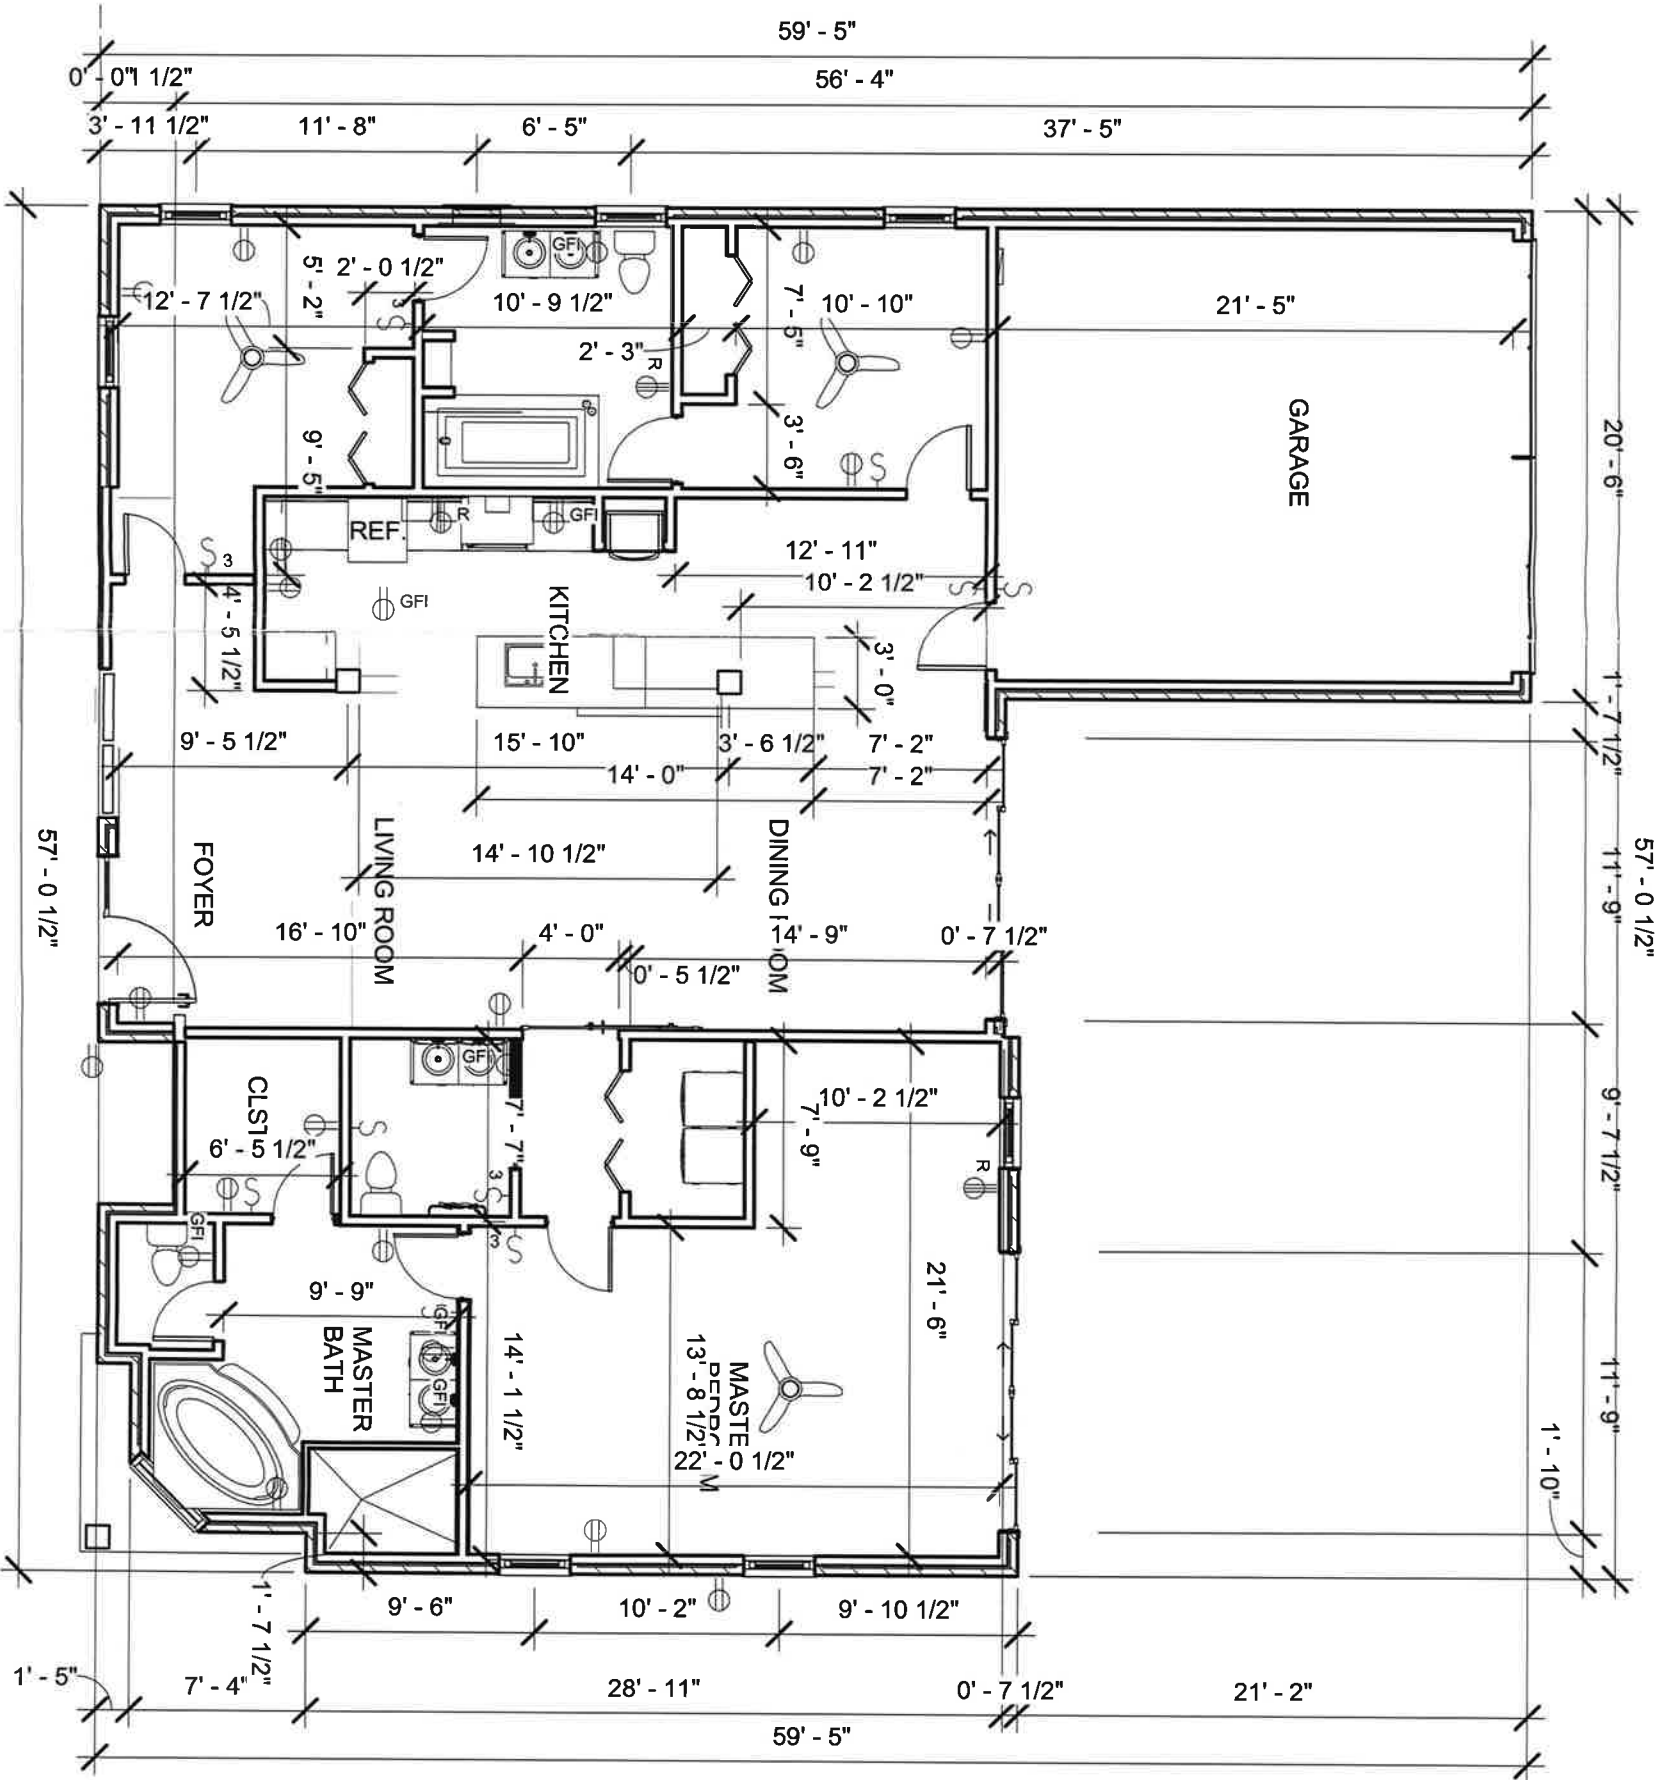 59' - 5"
56' - 4"
3' - 11 1/2"
11' - 8"
6' - 5"
37' - 5"
5' - 2"
2' - 0 1/2"
GFI
12' - 7 1/2"
10' - 9 1/2"
7' - 5"
10' - 10"
21' - 5"
3
S
2' - 3"
R
GARAGE
20' - 6"
9' - 5"
3' - 6"
S
REF.
R
GFI
S 3
12' - 11"
10' - 2 1/2"
S
S
GFI
KITCHEN
4' - 5 1/2"
3' - 0"
1' - 7 1/2"
9' - 5 1/2"
15' - 10"
3' - 6 1/2"
7' - 2"
14' - 0"
7' - 2"
57' - 0 1/2"
FOYER
LIVING ROOM
14' - 10 1/2"
DINING
11' - 9"
57' - 0 1/2"
16' - 10"
4' - 0"
14' - 9"
0' - 7 1/2"
0' - 5 1/2"
GFI
7' - 7"
10' - 2 1/2"
7' - 9"
9' - 7 1/2"
S
6' - 5 1/2"
S
3
S
R
GFI
3
S
9' - 9"
GFI
MASTER
BATH
GFI
14' - 1 1/2"
13' - 8 1/2"
21' - 6"
22' - 0 1/2"
11' - 9"
1' - 10"
1' - 7 1/2"
9' - 6"
10' - 2"
9' - 10 1/2"
1' - 5"
7' - 4"
28' - 11"
0' - 7 1/2"
21' - 2"
59' - 5"